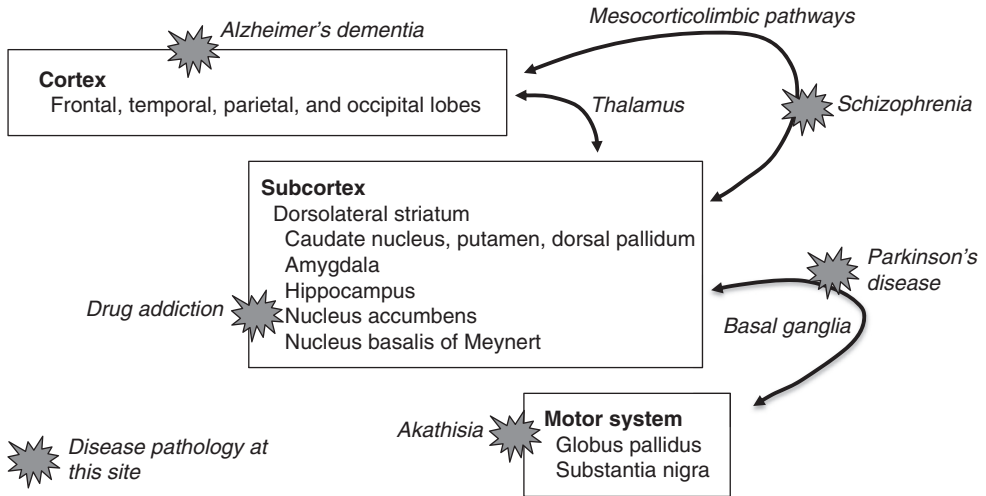 Mesocorticolimbic pathways
Alzheimer's dementia
Cortex
Frontal, temporal, parietal, and occipital lobes
Thalamus
Schizophrenia
Subcortex
Dorsolateral striatum
Caudate nucleus, putamen, dorsal pallidum
Amygdala
Hippocampus
Nucleus accumbens
Nucleus basalis of Meynert
Drug addiction
Parkinson's
disease
Basal ganglia
Akathisia
Motor system
Globus pallidus
Substantia nigra
Disease pathology at
this site